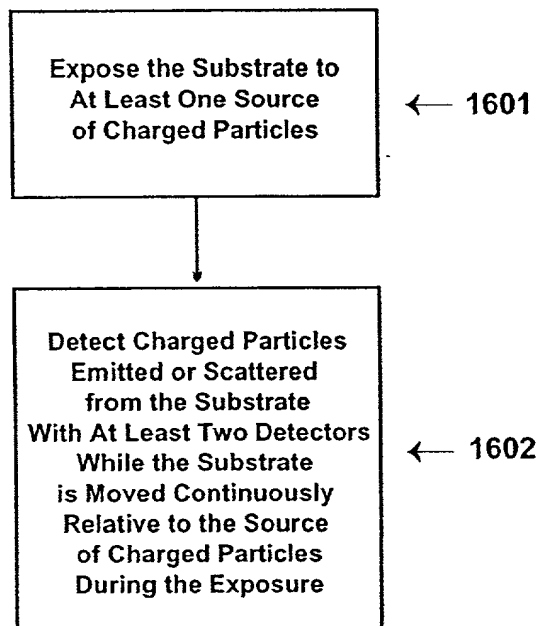 Expose the Substrate to
At Least One Source
of Charged Particles
← 1601
Detect Charged Particles
Emitted or Scattered
from the Substrate
With At Least Two Detectors
While the Substrate
is Moved Continuously
Relative to the Source
of Charged Particles
During the Exposure
← 1602